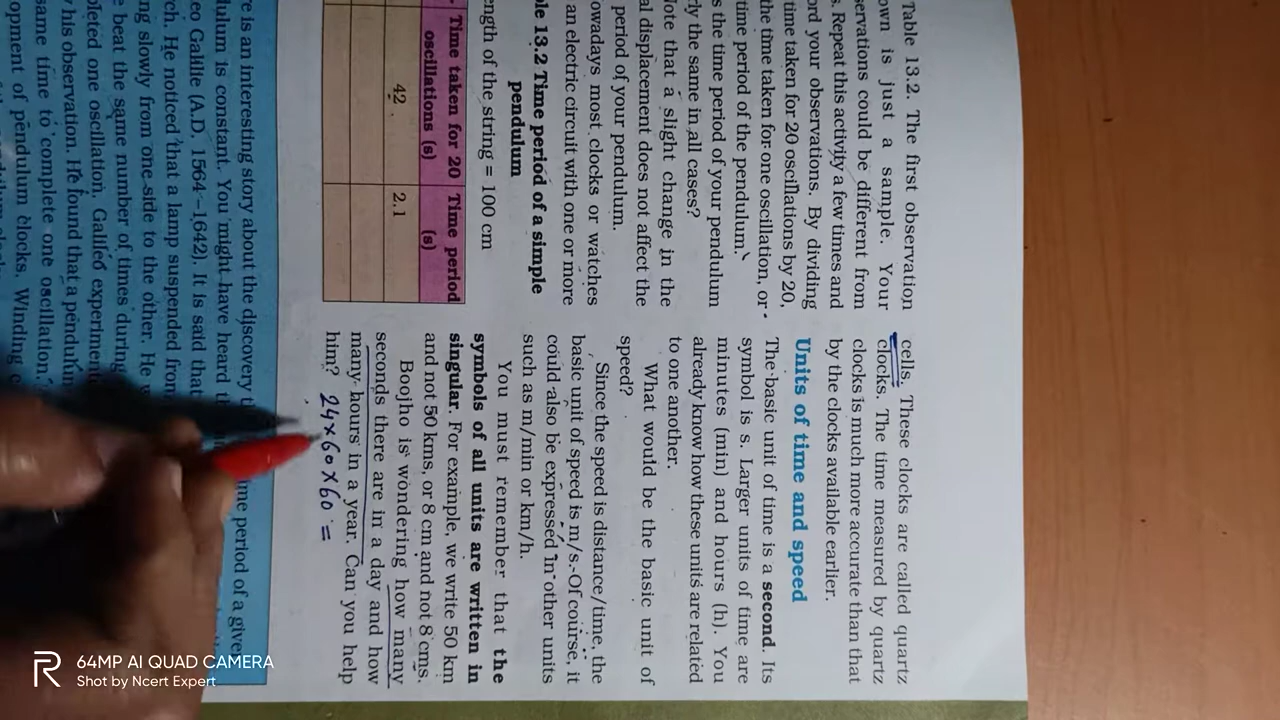 Table 13.2. The first observation
own is just a sample. Your
servations could be different from
s. Repeat this activity a few times and
ord your observations. By dividing
time taken for 20 oscillations by 20,
the time taken for one oscillation, or
time period of the pendulum.
s the time period of your pendulum
rly the same in all cases?
Note that a slight change in the
al displacement does not affect the
period of your pendulum.
owadays most clocks or watches
an electric circuit with one or more
ble 13.2 Time period of a simple
pendulum
ength of the string = 100 cm
Time taken for 20 oscillations (s) Time period (s)
42 2.1
cells. These clocks are called quartz
clocks. The time measured by quartz
clocks is much more accurate than that
by the clocks available earlier.
Units of time and speed
The basic unit of time is a second. Its
symbol is s. Larger units of time are
minutes (min) and hours (h). You
already know how these units are related
to one another.
What would be the basic unit of
speed?
Since the speed is distance/time, the
basic unit of speed is m/s. Of course, it
could also be expressed in other units
such as m/min or km/h.
You must remember that the
symbols of all units are written in
singular. For example, we write 50 km
and not 50 kms, or 8 cm and not 8 cms.
Boojho is wondering how many
seconds there are in a day and how
many hours in a year. Can you help
him? 24×60×60 =
re is an interesting story about the discovery
dulum is constant. You might have heard
eo Galilie (A.D. 1564–1642). It is said that
rch. He noticed that a lamp suspended from
ng slowly from one side to the other. He
e beat the same number of times during
pleted one oscillation. Galileo experiment
y his observation. He found that a pendulum
same time to complete one oscillation.
opment of pendulum clocks. Winding
me period of a given
64MP AI QUAD CAMERA
Shot by Ncert Expert